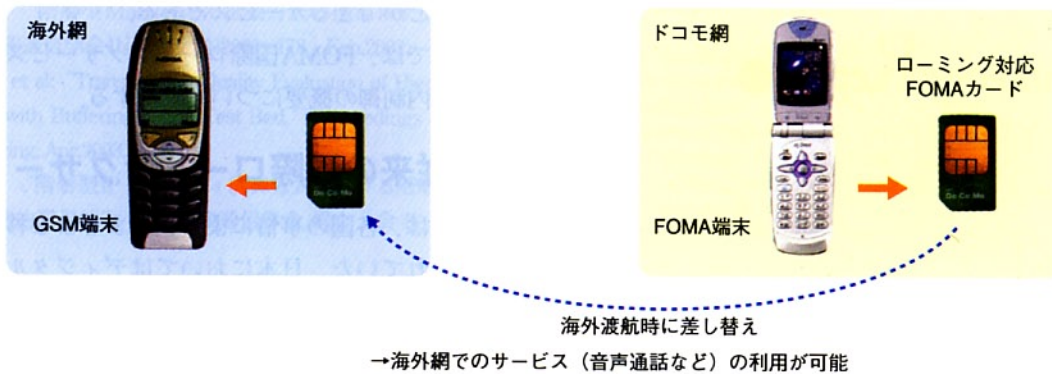 海外網
GSM端末
ドコモ網
ローミング対応
FOMAカード
FOMA端末
海外渡航時に差し替え
→海外網でのサービス（音声通話など）の利用が可能